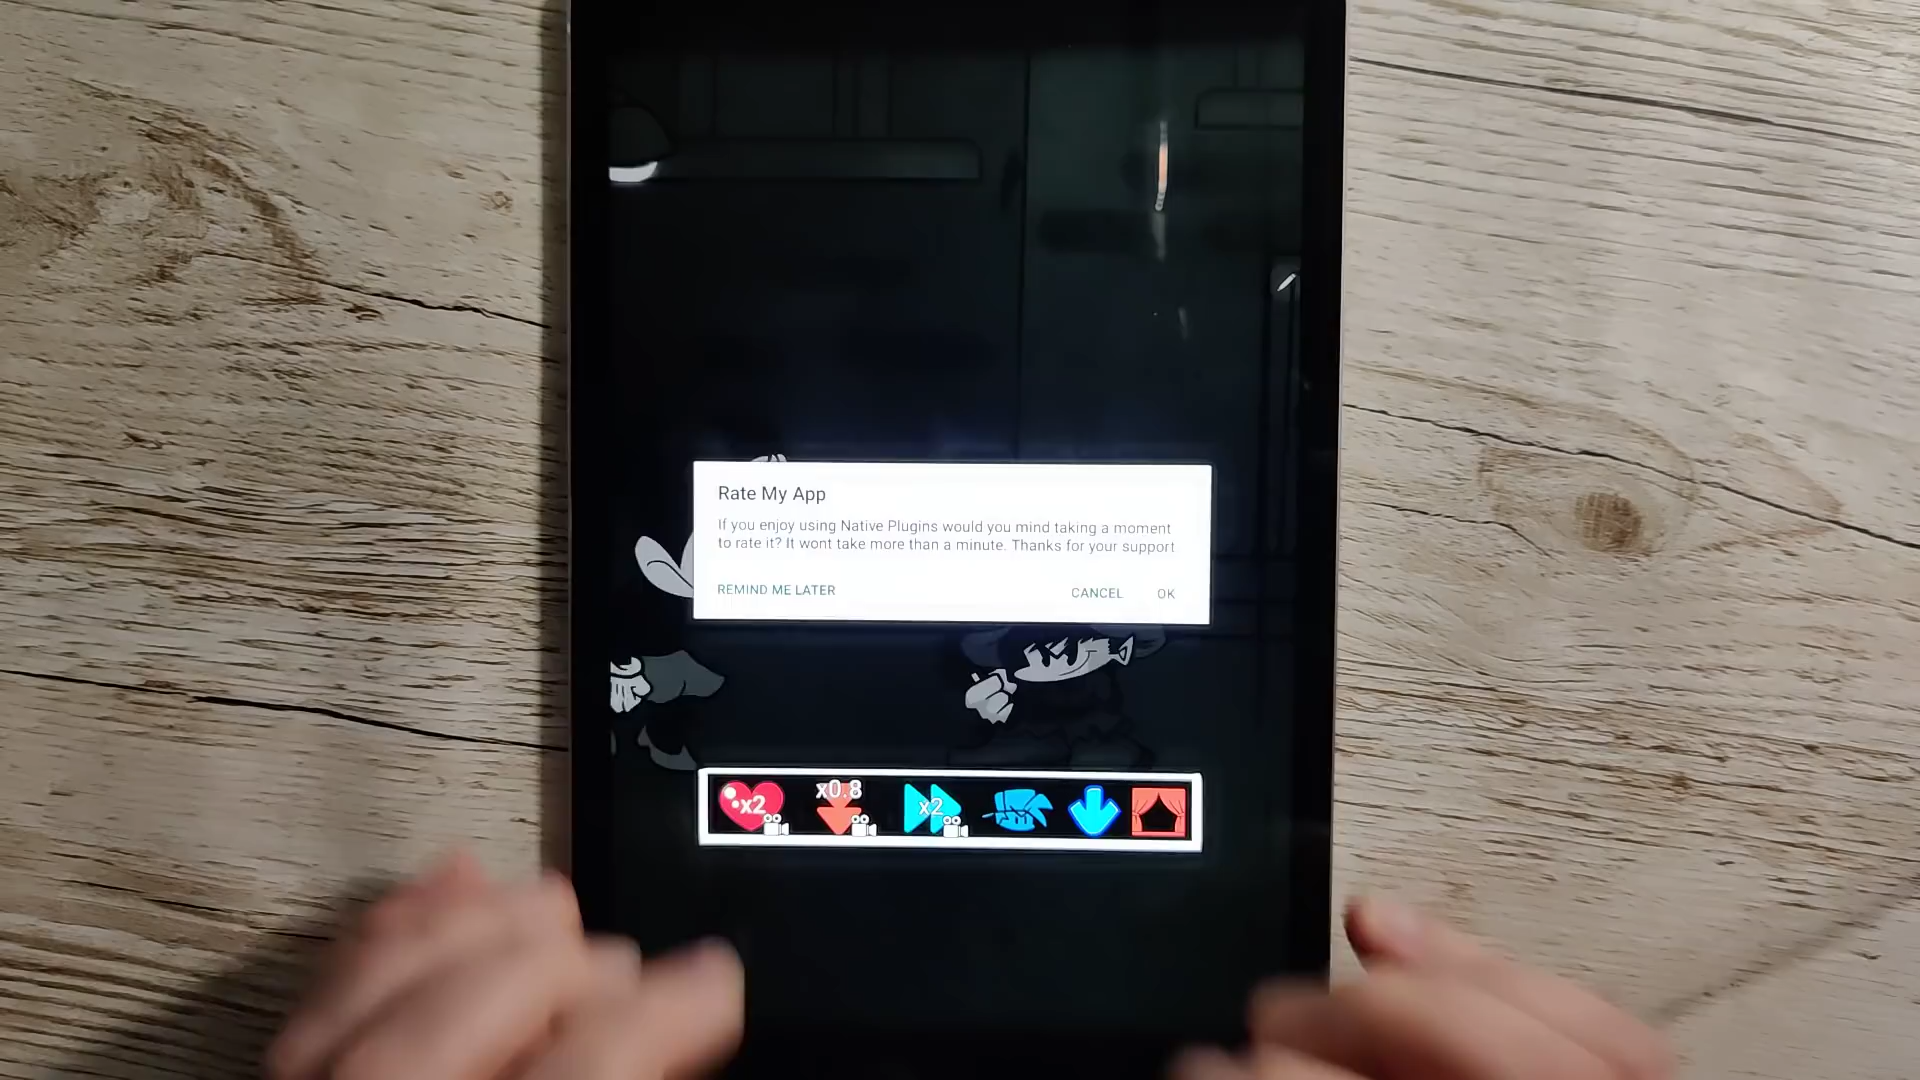 Rate My App
If you enjoy using Native Plugins would you mind taking a moment
to rate it? It wont take more than a minute. Thanks for your support
REMIND ME LATER CANCEL OK
x2 x0.8 x2